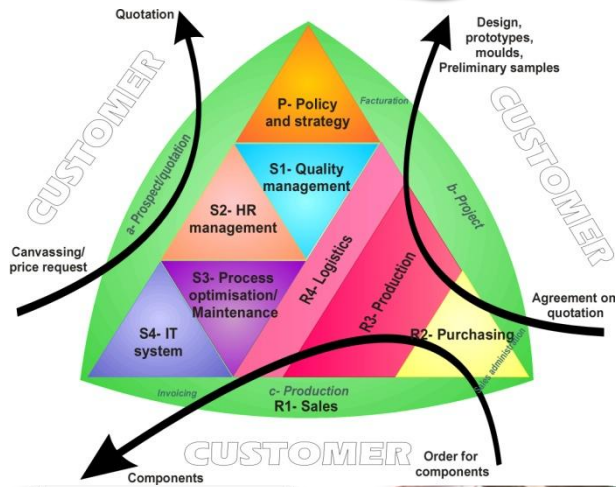 Quotation
Design,
prototypes,
moulds,
Preliminary samples
CUSTOMER
CUSTOMER
P- Policy
and strategy
Facturation
a- Prospect/quotation
S1- Quality
management
S2- HR
management
b- Project
Canvassing/
price request
R4- Logistics
R3- Production
S3- Process
optimisation/
Maintenance
Agreement on
quotation
S4- IT
system
R2- Purchasing
Sales administration
Invoicing
c- Production
R1- Sales
CUSTOMER
Components
Order for
components